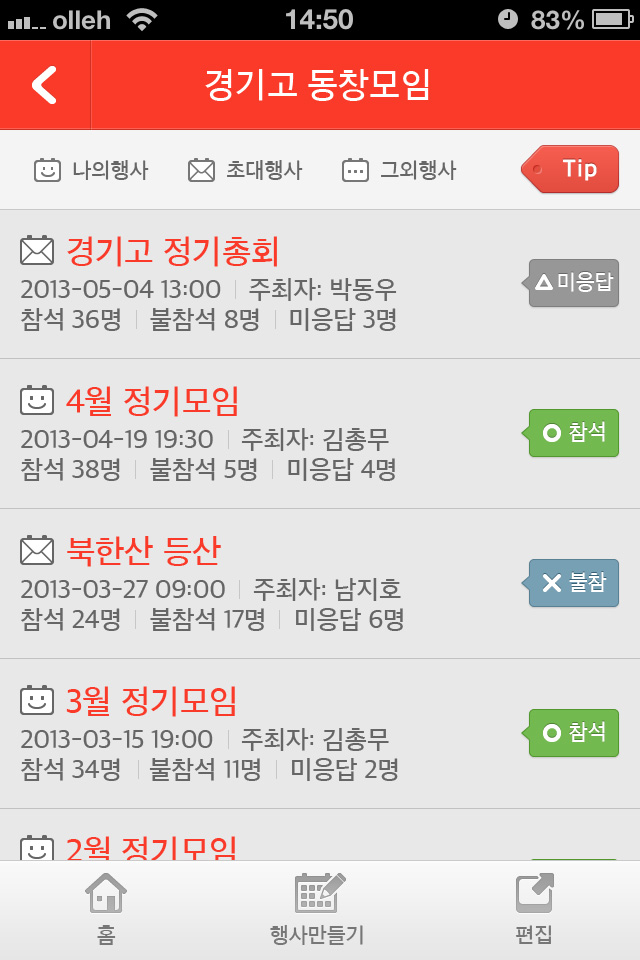 olleh 14:50 83%
경기고 동창모임
나의행사 초대행사 그외행사 Tip
경기고 정기총회
2013-05-04 13:00 주최자: 박동우
참석 36명 불참석 8명 미응답 3명
미응답
4월 정기모임
2013-04-19 19:30 주최자: 김총무
참석 38명 불참석 5명 미응답 4명
참석
북한산 등산
2013-03-27 09:00 주최자: 남지호
참석 24명 불참석 17명 미응답 6명
불참
3월 정기모임
2013-03-15 19:00 주최자: 김총무
참석 34명 불참석 11명 미응답 2명
참석
2월 정기모임
홈 행사만들기 편집